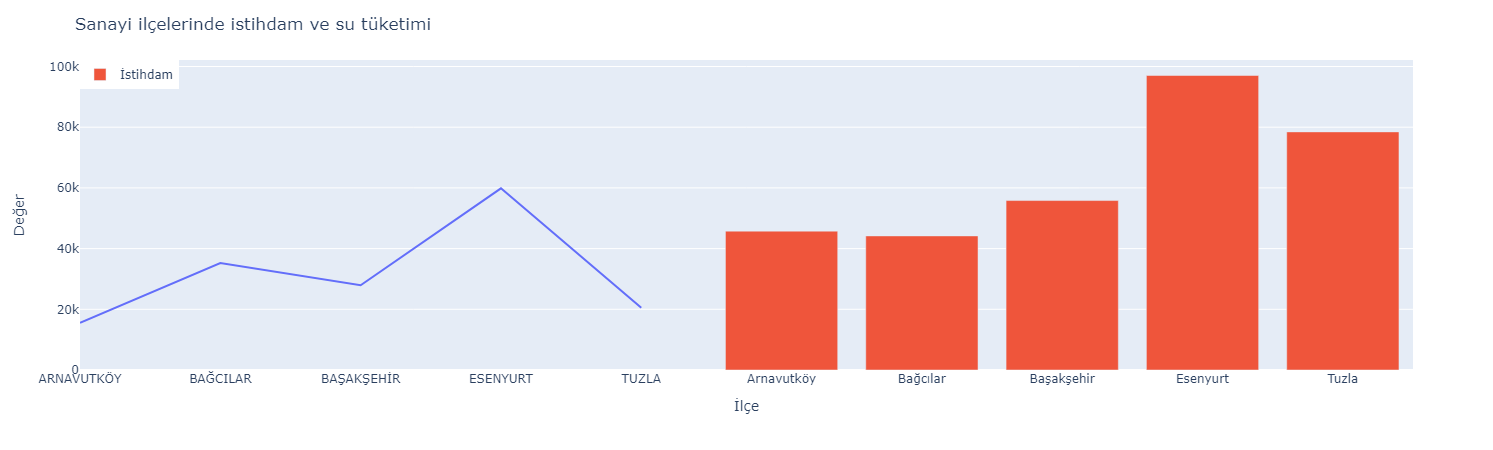 Sanayi ilçelerinde istihdam ve su tüketimi
İstihdam
100k
80k
60k
40k
20k
0
Değer
ARNAVUTKÖY BAĞCILAR BAŞAKŞEHİR ESENYURT TUZLA Arnavutköy Bağcılar Başakşehir Esenyurt Tuzla
İlçe